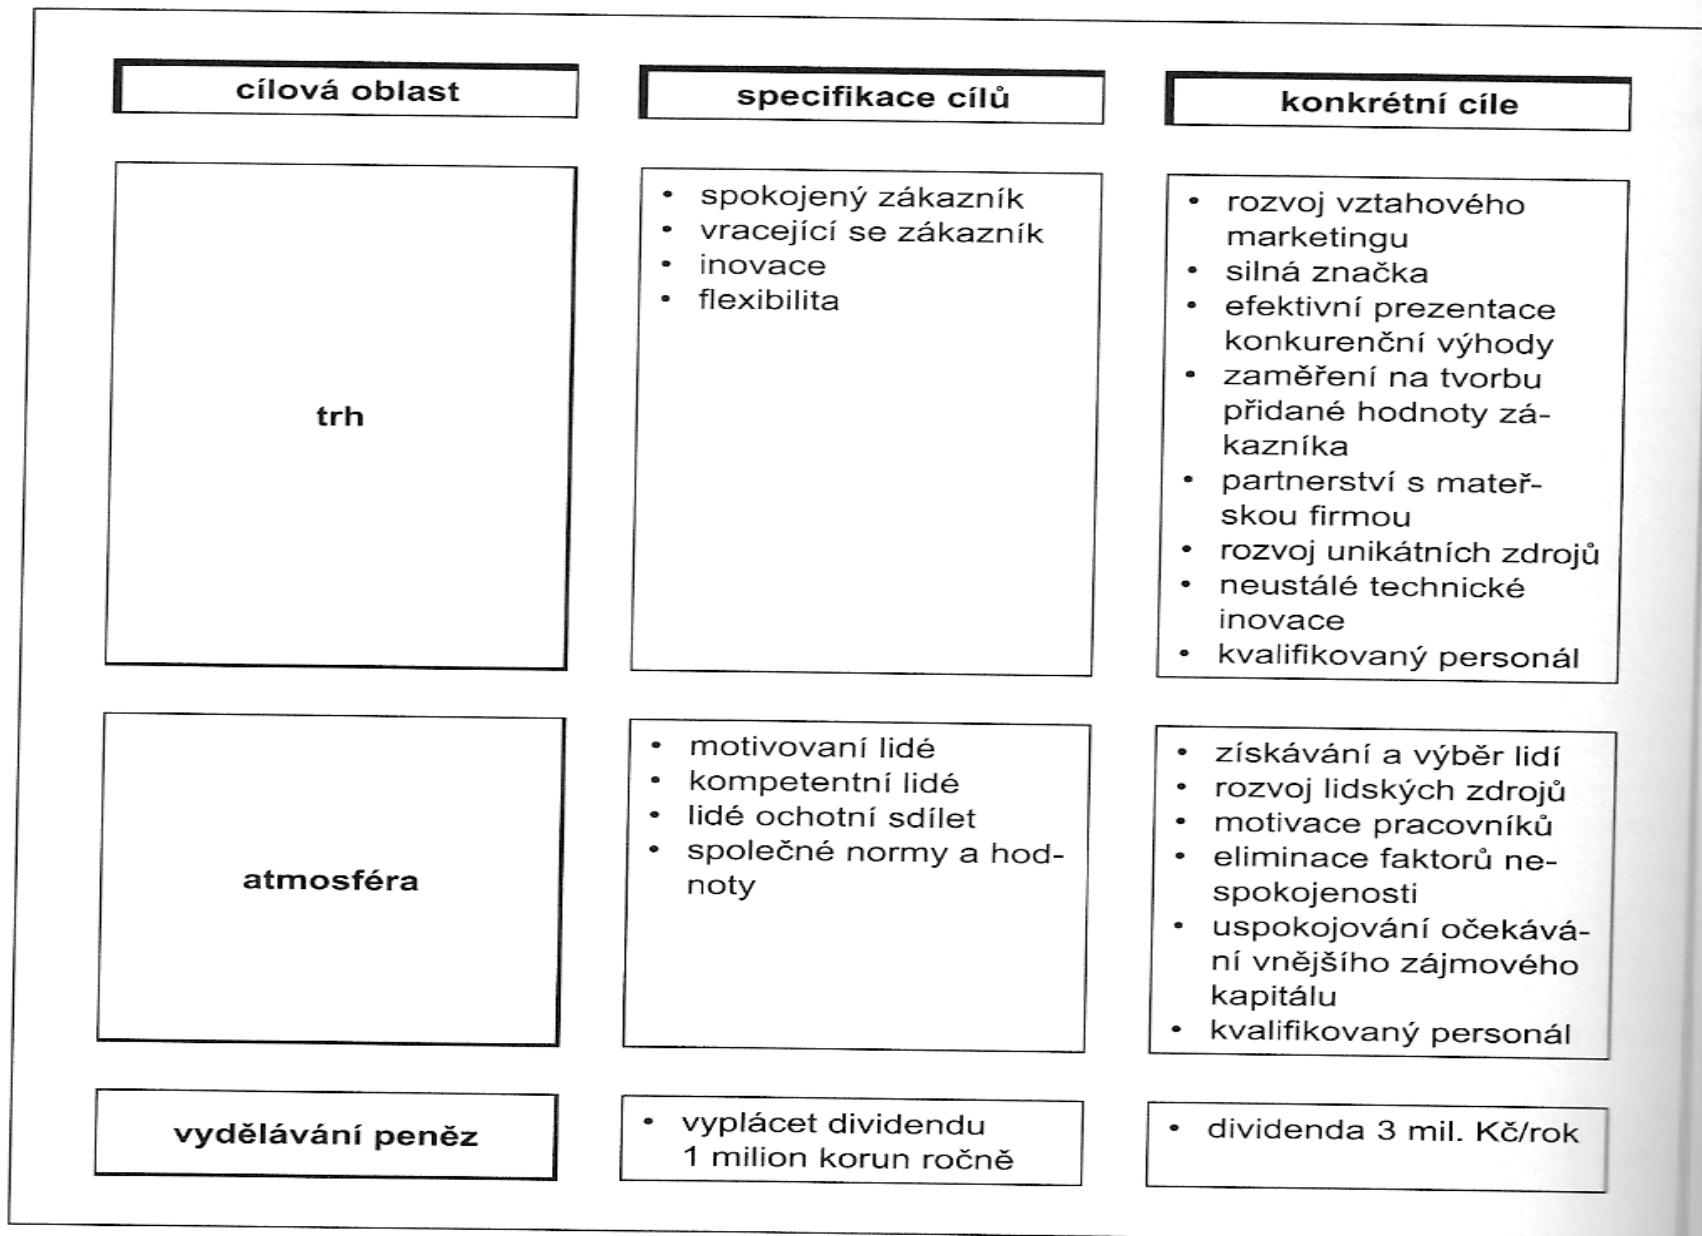 cílová oblast
specifikace cílů
konkrétní cíle
trh
• spokojený zákazník
• vracející se zákazník
• inovace
• flexibilita
• rozvoj vztahového
marketingu
• silná značka
• efektivní prezentace
konkurenční výhody
• zaměření na tvorbu
přidané hodnoty zá-
kazníka
• partnerství s mateř-
skou firmou
• rozvoj unikátních zdrojů
• neustálé technické
inovace
• kvalifikovaný personál
atmosféra
• motivovaní lidé
• kompetentní lidé
• lidé ochotní sdílet
• společné normy a hod-
noty
• získávání a výběr lidí
• rozvoj lidských zdrojů
• motivace pracovníků
• eliminace faktorů ne-
spokojenosti
• uspokojování očekává-
ní vnějšího zájmového
kapitálu
• kvalifikovaný personál
vydělávání peněz
• vyplácet dividendu
1 milion korun ročně
• dividenda 3 mil. Kč/rok